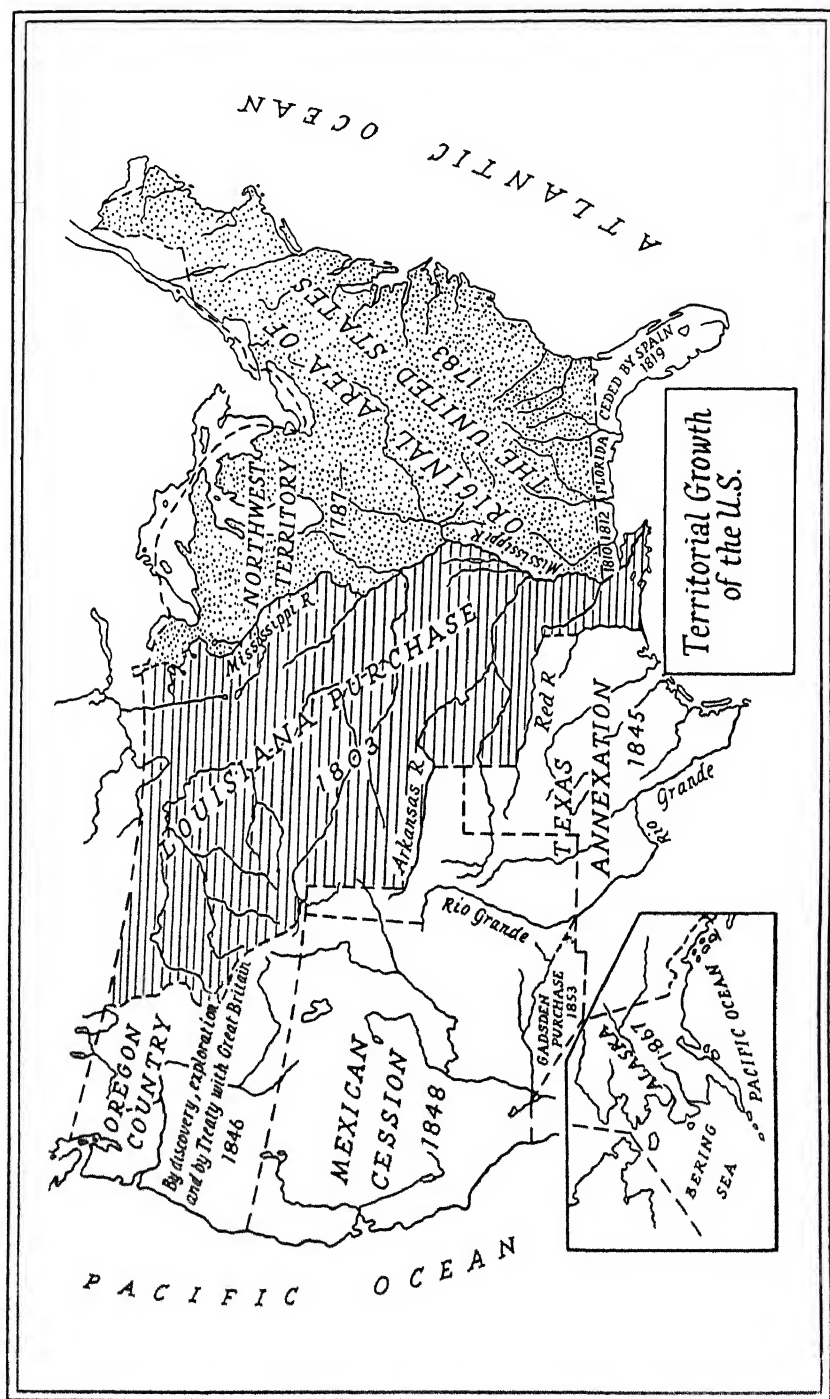 Territorial Growth
of the U.S.
PACIFIC OCEAN
ATLANTIC OCEAN
OREGON
COUNTRY
By discovery, exploration,
and by Treaty with Great Britain
1846
LOUISIANA PURCHASE
1803
NORTHWEST
TERRITORY
1787
ORIGINAL AREA OF
THE UNITED STATES
1783
Mississippi R
Mississippi R
Arkansas R
Red R
MEXICAN
CESSION
1848
Rio Grande
GADSDEN
PURCHASE
1853
TEXAS
ANNEXATION
1845
Rio Grande
1810
1812
FLORIDA
CEDED BY SPAIN
1819
ALASKA
1867
BERING
SEA
PACIFIC OCEAN